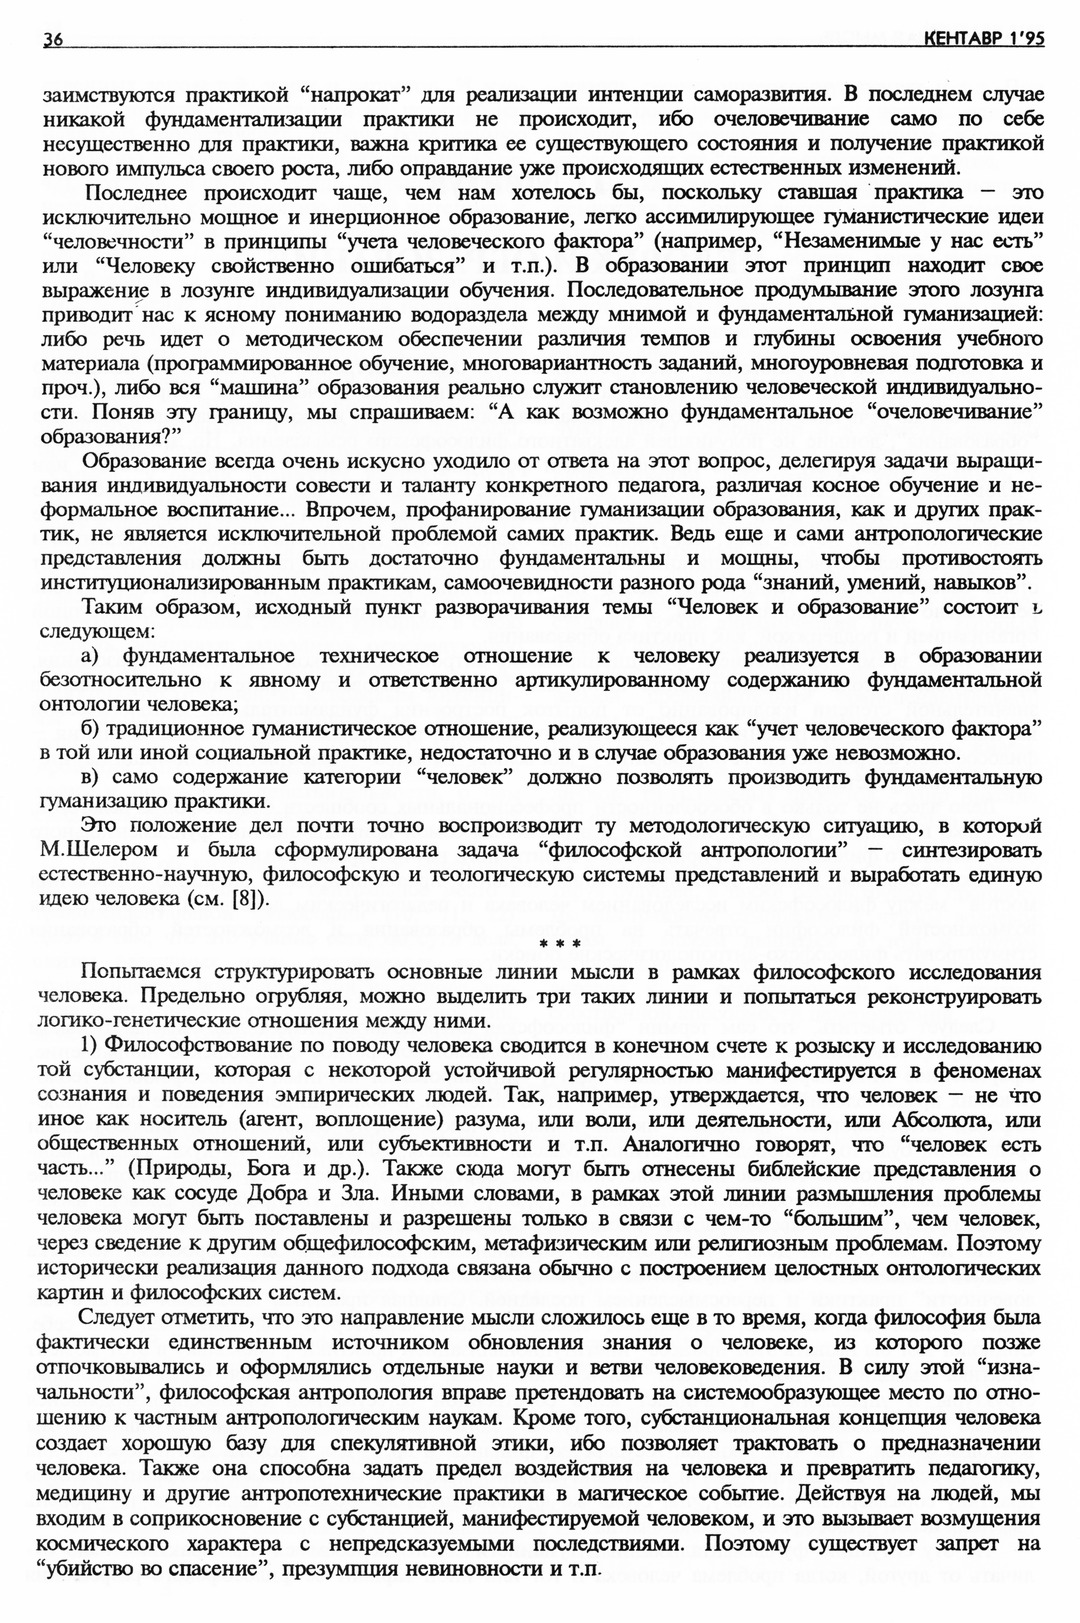 36 КЕНТАВР 1'95
заимствуются практикой “напрокат” для реализации интенции саморазвития. В последнем случае
никакой фундаментализации практики не происходит, ибо очеловечивание само по себе
несущественно для практики, важна критика ее существующего состояния и получение практикой
нового импульса своего роста, либо оправдание уже происходящих естественных изменений.
Последнее происходит чаще, чем нам хотелось бы, поскольку ставшая практика — это
исключительно мощное и инерционное образование, легко ассимилирующее гуманистические идеи
“человечности” в принципы “учета человеческого фактора” (например, “Незаменимые у нас есть”
или “Человеку свойственно ошибаться” и т.п.). В образовании этот принцип находит свое
выражение в лозунге индивидуализации обучения. Последовательное продумывание этого лозунга
приводит нас к ясному пониманию водораздела между мнимой и фундаментальной гуманизацией:
либо речь идет о методическом обеспечении различия темпов и глубины освоения учебного
материала (программированное обучение, многовариантность заданий, многоуровневая подготовка и
проч.), либо вся “машина” образования реально служит становлению человеческой индивидуально-
сти. Поняв эту границу, мы спрашиваем: “А как возможно фундаментальное “очеловечивание”
образования?”
Образование всегда очень искусно уходило от ответа на этот вопрос, делегируя задачи выращи-
вания индивидуальности совести и таланту конкретного педагога, различая косное обучение и не-
формальное воспитание... Впрочем, профанирование гуманизации образования, как и других прак-
тик, не является исключительной проблемой самих практик. Ведь еще и сами антропологические
представления должны быть достаточно фундаментальны и мощны, чтобы противостоять
институционализированным практикам, самоочевидности разного рода “знаний, умений, навыков”.
Таким образом, исходный пункт разворачивания темы “Человек и образование” состоит в
следующем:
а) фундаментальное техническое отношение к человеку реализуется в образовании
безотносительно к явному и ответственно артикулированному содержанию фундаментальной
онтологии человека;
б) традиционное гуманистическое отношение, реализующееся как “учет человеческого фактора”
в той или иной социальной практике, недостаточно и в случае образования уже невозможно.
в) само содержание категории “человек” должно позволять производить фундаментальную
гуманизацию практики.
Это положение дел почти точно воспроизводит ту методологическую ситуацию, в которой
М.Шелером и была сформулирована задача “философской антропологии” — синтезировать
естественно-научную, философскую и теологическую системы представлений и выработать единую
идею человека (см. [8]).
* * *
Попытаемся структурировать основные линии мысли в рамках философского исследования
человека. Предельно огрубляя, можно выделить три таких линии и попытаться реконструировать
логико-генетические отношения между ними.
1) Философствование по поводу человека сводится в конечном счете к розыску и исследованию
той субстанции, которая с некоторой устойчивой регулярностью манифестируется в феноменах
сознания и поведения эмпирических людей. Так, например, утверждается, что человек — не что
иное как носитель (агент, воплощение) разума, или воли, или деятельности, или Абсолюта, или
общественных отношений, или субъективности и т.п. Аналогично говорят, что “человек есть
часть...” (Природы, Бога и др.). Также сюда могут быть отнесены библейские представления о
человеке как сосуде Добра и Зла. Иными словами, в рамках этой линии размышления проблемы
человека могут быть поставлены и разрешены только в связи с чем-то “большим”, чем человек,
через сведение к другим общефилософским, метафизическим или религиозным проблемам. Поэтому
исторически реализация данного подхода связана обычно с построением целостных онтологических
картин и философских систем.
Следует отметить, что это направление мысли сложилось еще в то время, когда философия была
фактически единственным источником обновления знания о человеке, из которого позже
отпочковывались и оформлялись отдельные науки и ветви человековедения. В силу этой “изна-
чальности”, философская антропология вправе претендовать на системообразующее место по отно-
шению к частным антропологическим наукам. Кроме того, субстанциональная концепция человека
создает хорошую базу для спекулятивной этики, ибо позволяет трактовать о предназначении
человека. Также она способна задать предел воздействия на человека и превратить педагогику,
медицину и другие антропотехнические практики в магическое событие. Действуя на людей, мы
входим в соприкосновение с субстанцией, манифестируемой человеком, и это вызывает возмущения
космического характера с непредсказуемыми последствиями. Поэтому существует запрет на
“убийство во спасение”, презумпция невиновности и т.п.